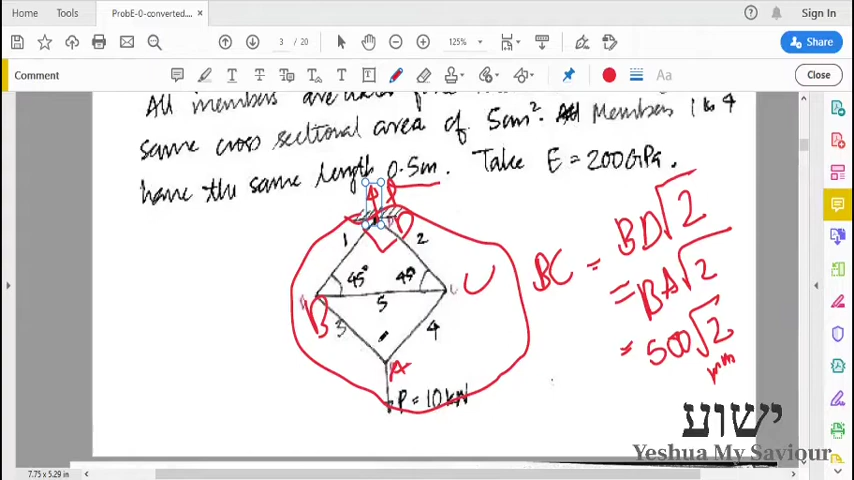 Home Tools ProbE-0-converted.... × Sign In
3 / 20 125% Share
Comment Close
All members are
same cross sectional area of 5cm². All Members 1 to 4
have the same length 0.5m. Take E = 200GPa.
P
D
1 2
45° 45°
5
B C
3 4
A
P = 10 kN
BC = BD√2
= BA√2
= 500√2
mm
ישוע
Yeshua My Saviour
7.75 x 5.29 in